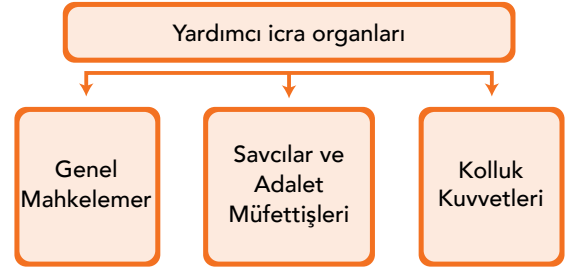 Yardımcı icra organları
Genel
Mahkelemer
Savcılar ve
Adalet
Müfettişleri
Kolluk
Kuvvetleri